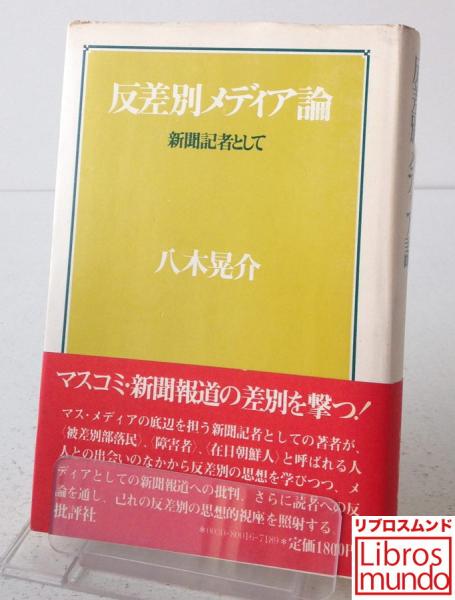 反差別メディア論
新聞記者として
八木晃介
マスコミ・新聞報道の差別を撃つ！
マス・メディアの底辺を担う新聞記者としての著者が、
〈被差別部落民〉、〈障害者〉、〈在日朝鮮人〉と呼ばれる人
人との出会いのなかから反差別の思想を学びつつ、メ
ディアとしての新聞報道への批判、さらに読者への反
論を通し、己れの反差別の思想的視座を照射する。
批評社
＊0030-80016-7189＊定価1800円
リブロスムンド
Libros
mundo